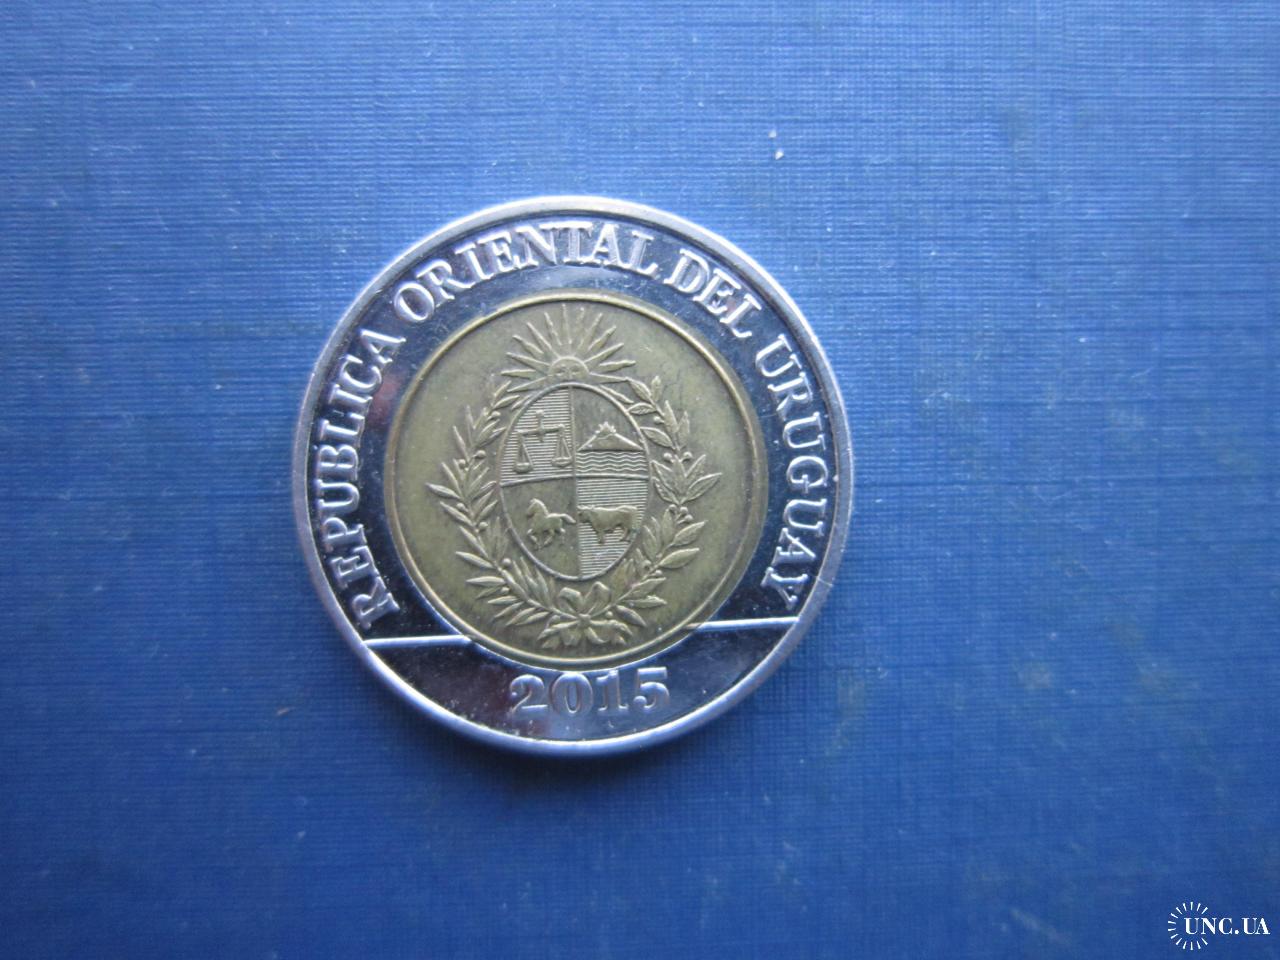 REPUBLICA ORIENTAL DEL URUGUAY
2015
UNC.UA